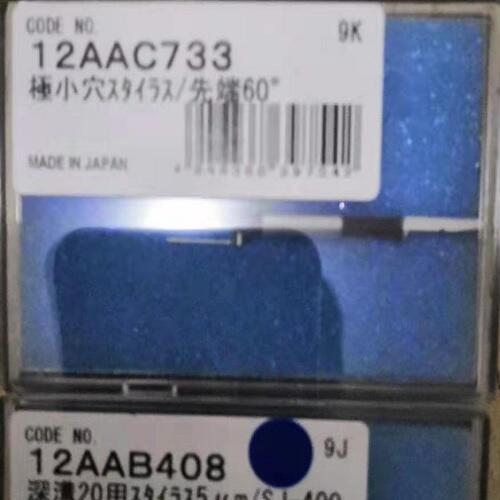 CODE NO.
9K
12AAC733
極小穴スタイラス/先端60°
MADE IN JAPAN
CODE NO.
9J
12AAB408